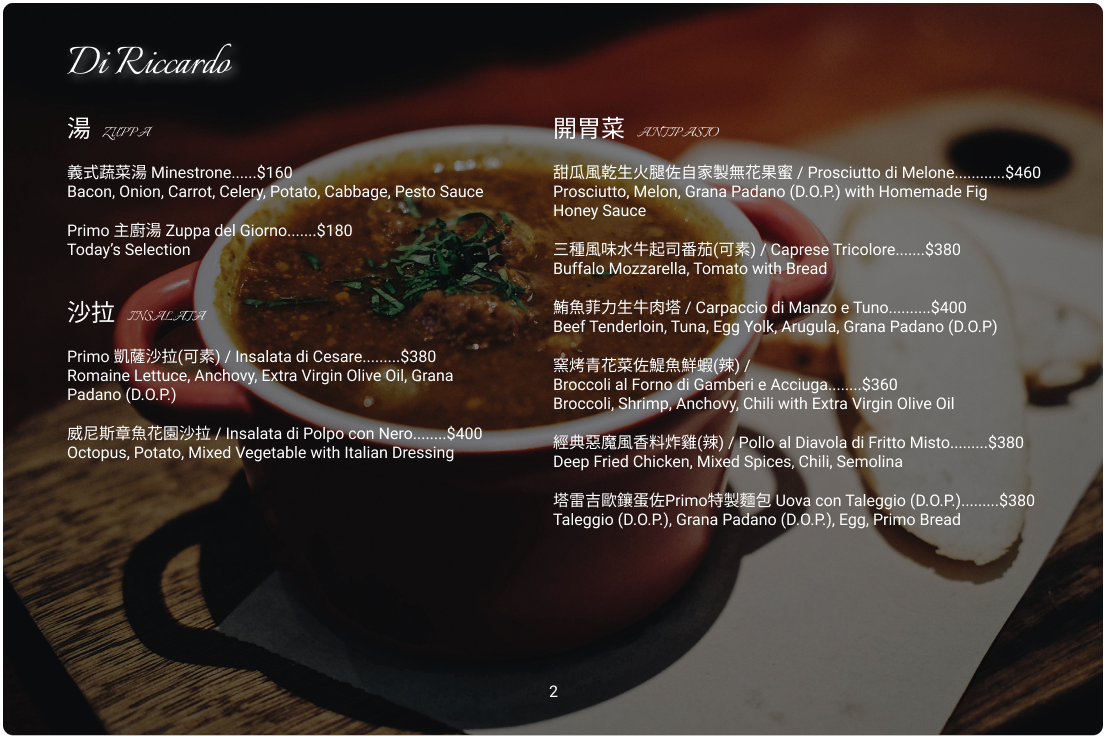 Di Riccardo
湯 ZUPPA
義式蔬菜湯 Minestrone......$160
Bacon, Onion, Carrot, Celery, Potato, Cabbage, Pesto Sauce
Primo 主廚湯 Zuppa del Giorno.......$180
Today's Selection
沙拉 INSALATA
Primo 凱薩沙拉(可素) / Insalata di Cesare.........$380
Romaine Lettuce, Anchovy, Extra Virgin Olive Oil, Grana
Padano (D.O.P.)
威尼斯章魚花園沙拉 / Insalata di Polpo con Nero........$400
Octopus, Potato, Mixed Vegetable with Italian Dressing
開胃菜 ANTIPASTO
甜瓜風乾生火腿佐自家製無花果蜜 / Prosciutto di Melone............$460
Prosciutto, Melon, Grana Padano (D.O.P.) with Homemade Fig
Honey Sauce
三種風味水牛起司番茄(可素) / Caprese Tricolore.......$380
Buffalo Mozzarella, Tomato with Bread
鮪魚菲力生牛肉塔 / Carpaccio di Manzo e Tuno..........$400
Beef Tenderloin, Tuna, Egg Yolk, Arugula, Grana Padano (D.O.P)
窯烤青花菜佐鯷魚鮮蝦(辣) /
Broccoli al Forno di Gamberi e Acciuga........$360
Broccoli, Shrimp, Anchovy, Chili with Extra Virgin Olive Oil
經典惡魔風香料炸雞(辣) / Pollo al Diavola di Fritto Misto.........$380
Deep Fried Chicken, Mixed Spices, Chili, Semolina
塔雷吉歐鑲蛋佐Primo特製麵包 Uova con Taleggio (D.O.P.).........$380
Taleggio (D.O.P.), Grana Padano (D.O.P.), Egg, Primo Bread
2